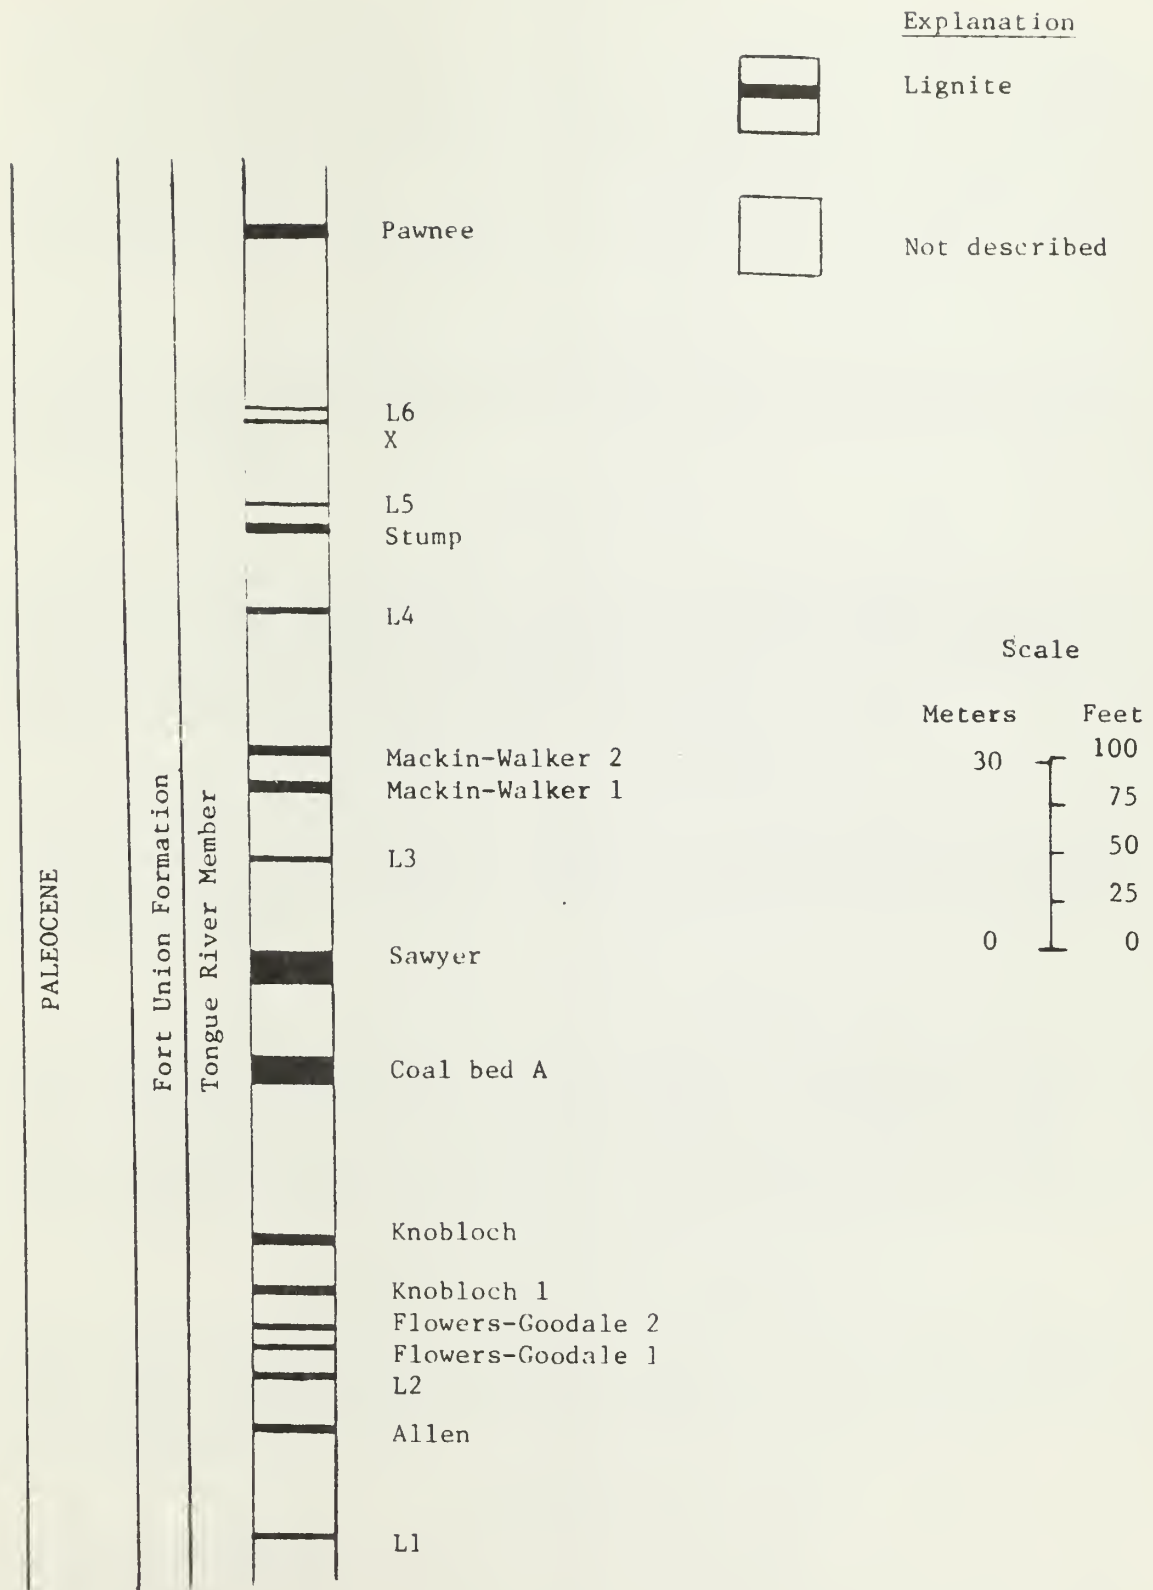 Explanation
Lignite
Not described
Pawnee
L6
X
L5
Stump
L4
Mackin-Walker 2
Mackin-Walker 1
L3
Sawyer
Coal bed A
Knobloch
Knobloch 1
Flowers-Goodale 2
Flowers-Goodale 1
L2
Allen
L1
PALEOCENE
Fort Union Formation
Tongue River Member
Scale
Meters Feet
30 100
75
50
25
0 0